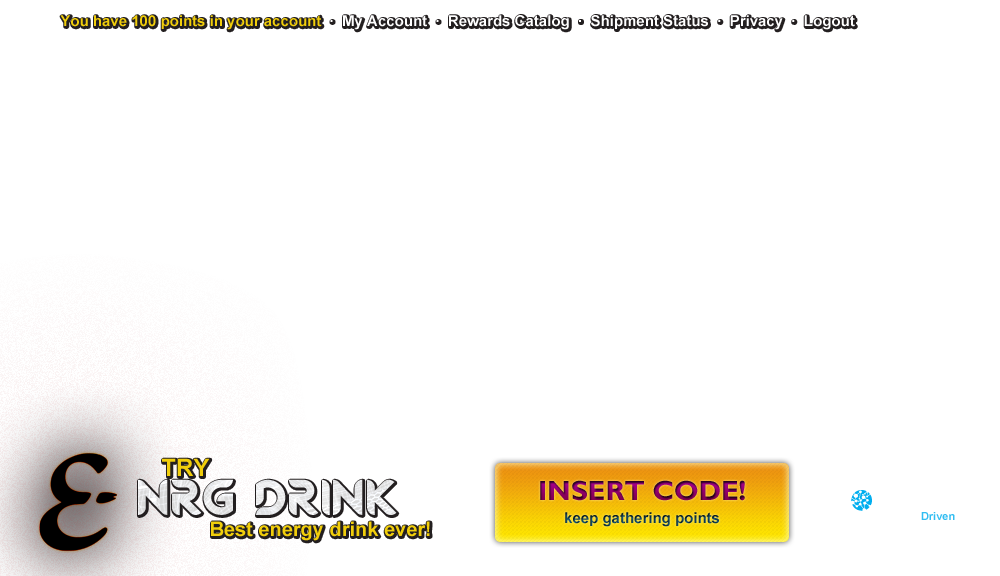 You have 100 points in your account • My Account • Rewards Catalog • Shipment Status • Privacy • Logout
TRY
NRG DRINK
Best energy drink ever!
INSERT CODE!
keep gathering points
Driven